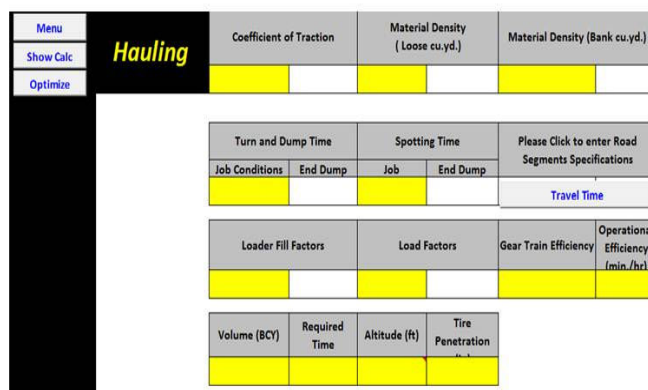 Menu
Show Calc
Optimize
Hauling
Coefficient of Traction
Material Density
( Loose cu.yd.)
Material Density (Bank cu.yd.)
Turn and Dump Time
Spotting Time
Please Click to enter Road
Segments Specifications
Job Conditions
End Dump
Job
End Dump
Travel Time
Loader Fill Factors
Load Factors
Gear Train Efficiency
Operationa
Efficiency
(min./hr)
Volume (BCY)
Required
Time
Altitude (ft)
Tire
Penetration